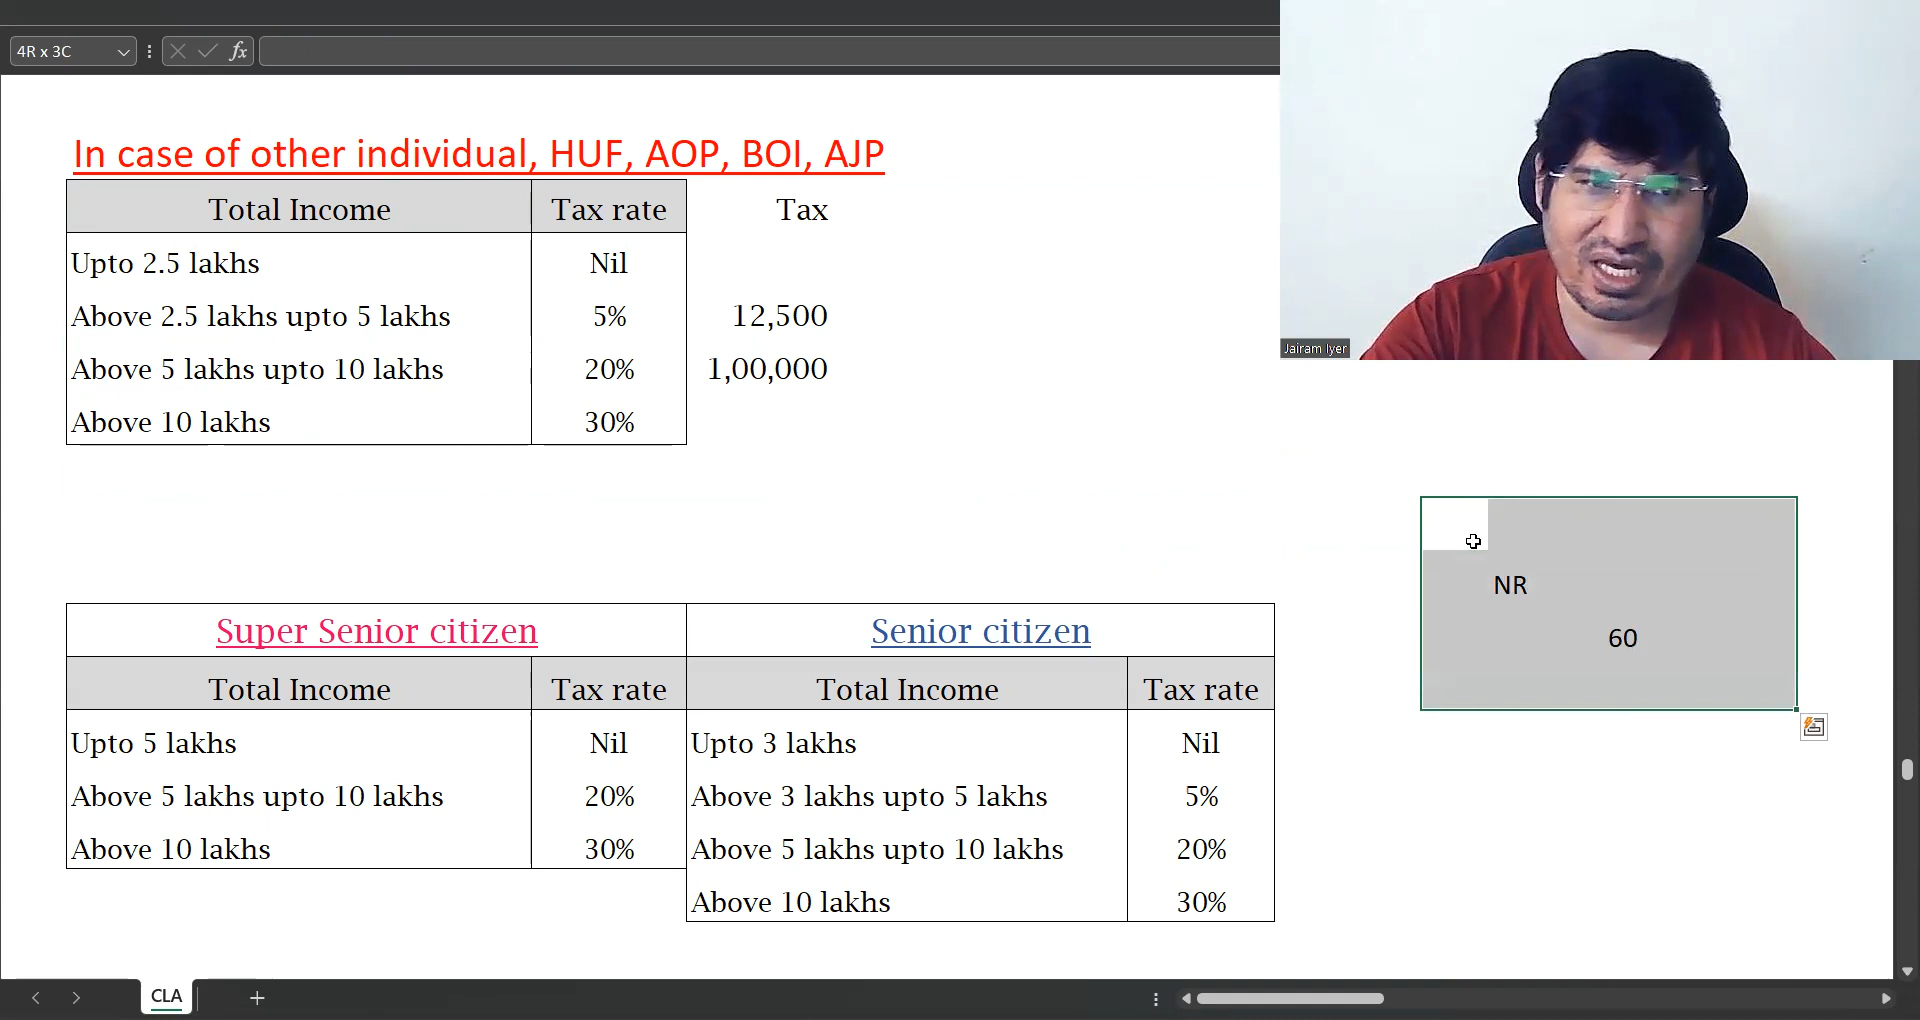 4R x 3C
fx
In case of other individual, HUF, AOP, BOI, AJP
Total Income Tax rate Tax
Upto 2.5 lakhs Nil
Above 2.5 lakhs upto 5 lakhs 5% 12,500
Above 5 lakhs upto 10 lakhs 20% 1,00,000
Above 10 lakhs 30%
Jairam Iyer
NR
60
Super Senior citizen Senior citizen
Total Income Tax rate Total Income Tax rate
Upto 5 lakhs Nil Upto 3 lakhs Nil
Above 5 lakhs upto 10 lakhs 20% Above 3 lakhs upto 5 lakhs 5%
Above 10 lakhs 30% Above 5 lakhs upto 10 lakhs 20%
Above 10 lakhs 30%
CLA